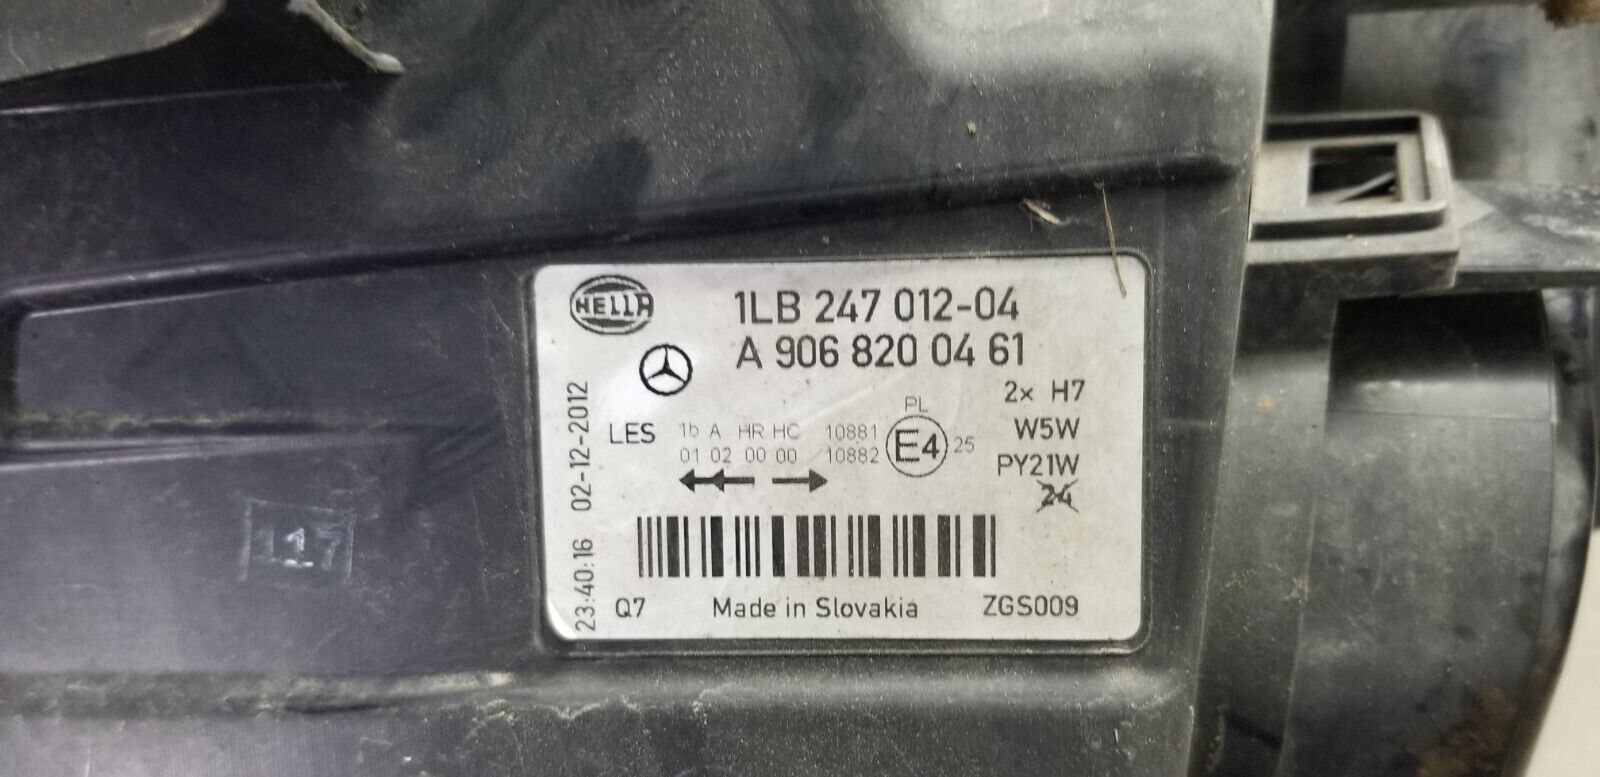 HELLA
1LB 247 012-04
A 906 820 04 61
2x H7
W5W
PY21W
24
LES
1b A HR HC 10881
01 02 00 00 10882
PL
E4
25
23:40:16 02-12-2012
Q7 Made in Slovakia ZGS009
17